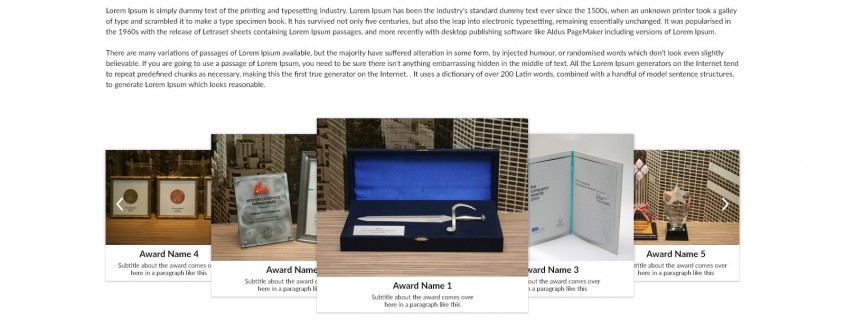 Lorem Ipsum is simply dummy text of the printing and typesetting industry. Lorem Ipsum has been the industry's standard dummy text ever since the 1500s, when an unknown printer took a galley
of type and scrambled it to make a type specimen book. It has survived not only five centuries, but also the leap into electronic typesetting, remaining essentially unchanged. It was popularised in
the 1960s with the release of Letraset sheets containing Lorem Ipsum passages, and more recently with desktop publishing software like Aldus PageMaker including versions of Lorem Ipsum.
There are many variations of passages of Lorem Ipsum available, but the majority have suffered alteration in some form, by injected humour, or randomised words which don't look even slightly
believable. If you are going to use a passage of Lorem Ipsum, you need to be sure there isn't anything embarrassing hidden in the middle of text. All the Lorem Ipsum generators on the Internet tend
to repeat predefined chunks as necessary, making this the first true generator on the Internet. . It uses a dictionary of over 200 Latin words, combined with a handful of model sentence structures,
to generate Lorem Ipsum which looks reasonable.
Award Name 4
Subtitle about the award comes o
here in a paragraph like this
Award Name
Subtitle about the award com
here in a paragraph like this
Award Name 1
Subtitle about the award comes over
here in a paragraph like this
ward Name 3
about the award comes over
n a paragraph like this
Award Name 5
btitle about the award comes over
here in a paragraph like this